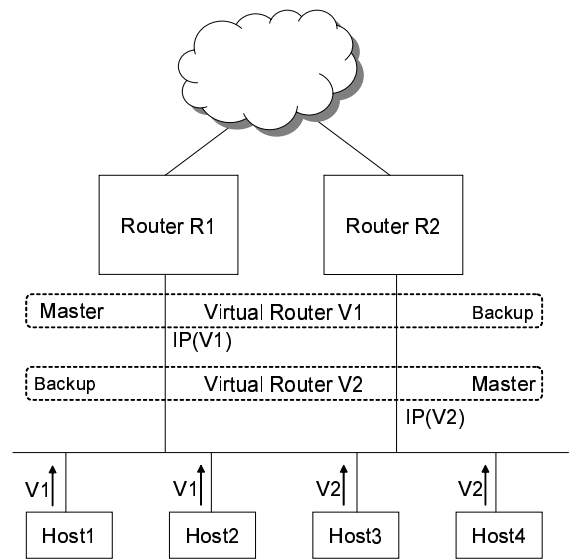 Router R1
Router R2
Master Virtual Router V1 Backup
IP(V1)
Backup Virtual Router V2 Master
IP(V2)
V1 V1 V2 V2
Host1 Host2 Host3 Host4